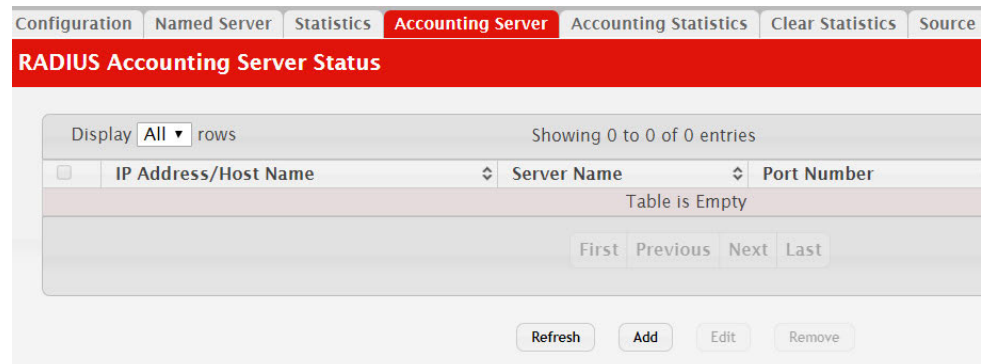 Configuration Named Server Statistics Accounting Server Accounting Statistics Clear Statistics Source
RADIUS Accounting Server Status
Display All rows Showing 0 to 0 of 0 entries
IP Address/Host Name Server Name Port Number
Table is Empty
First Previous Next Last
Refresh Add Edit Remove